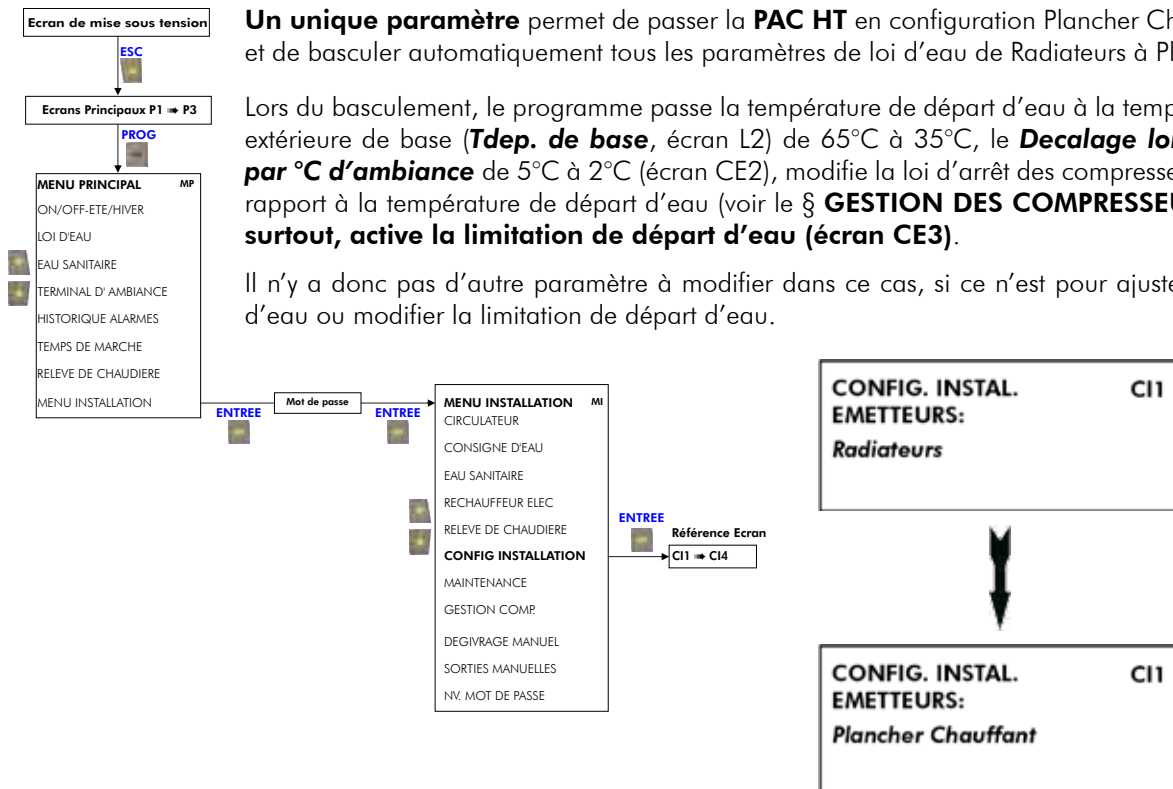 Ecran de mise sous tension
ESC
Ecrans Principaux P1 ➠ P3
PROG
MENU PRINCIPAL MP
ON/OFF-ETE/HIVER
LOI D'EAU
EAU SANITAIRE
TERMINAL D' AMBIANCE
HISTORIQUE ALARMES
TEMPS DE MARCHE
RELEVE DE CHAUDIERE
MENU INSTALLATION
Un unique paramètre permet de passer la PAC HT en configuration Plancher Ch
et de basculer automatiquement tous les paramètres de loi d’eau de Radiateurs à Pl
Lors du basculement, le programme passe la température de départ d’eau à la temp
extérieure de base (Tdep. de base, écran L2) de 65°C à 35°C, le Decalage loi
par °C d’ambiance de 5°C à 2°C (écran CE2), modifie la loi d’arrêt des compresse
rapport à la température de départ d’eau (voir le § GESTION DES COMPRESSEU
surtout, active la limitation de départ d’eau (écran CE3).
Il n’y a donc pas d’autre paramètre à modifier dans ce cas, si ce n’est pour ajuste
d’eau ou modifier la limitation de départ d’eau.
ENTREE
Mot de passe
ENTREE
MENU INSTALLATION MI
CIRCULATEUR
CONSIGNE D'EAU
EAU SANITAIRE
RECHAUFFEUR ELEC
RELEVE DE CHAUDIERE
CONFIG INSTALLATION
MAINTENANCE
GESTION COMP.
DEGIVRAGE MANUEL
SORTIES MANUELLES
NV. MOT DE PASSE
ENTREE
Référence Ecran
CI1 ➠ CI4
CONFIG. INSTAL. CI1
EMETTEURS:
Radiateurs
CONFIG. INSTAL. CI1
EMETTEURS:
Plancher Chauffant